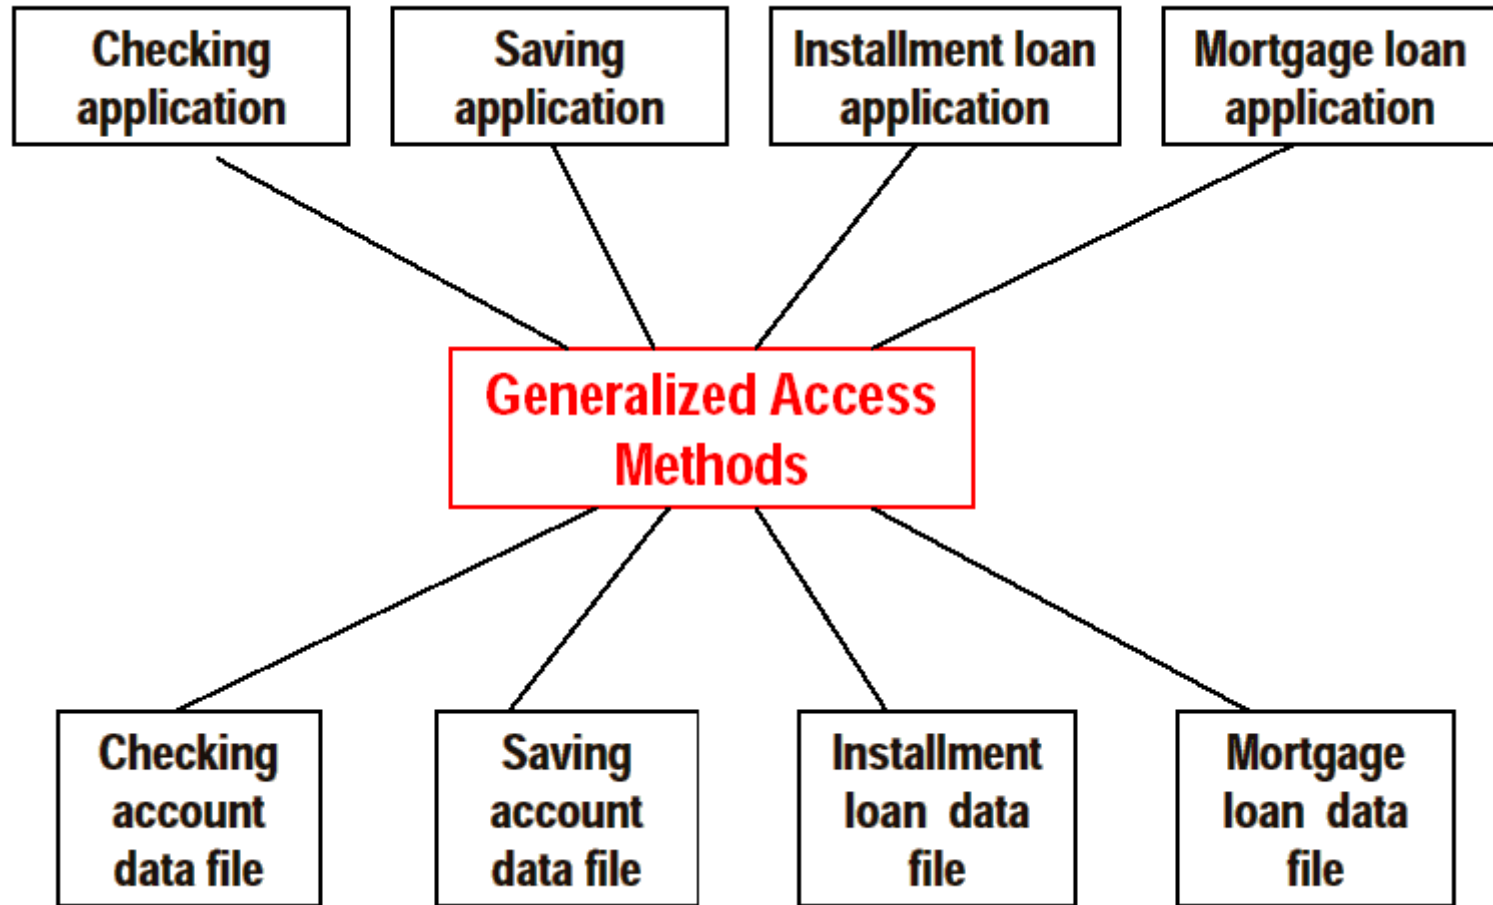 Checking
application
Saving
application
Installment loan
application
Mortgage loan
application
Generalized Access
Methods
Checking
account
data file
Saving
account
data file
Installment
loan data
file
Mortgage
loan data
file